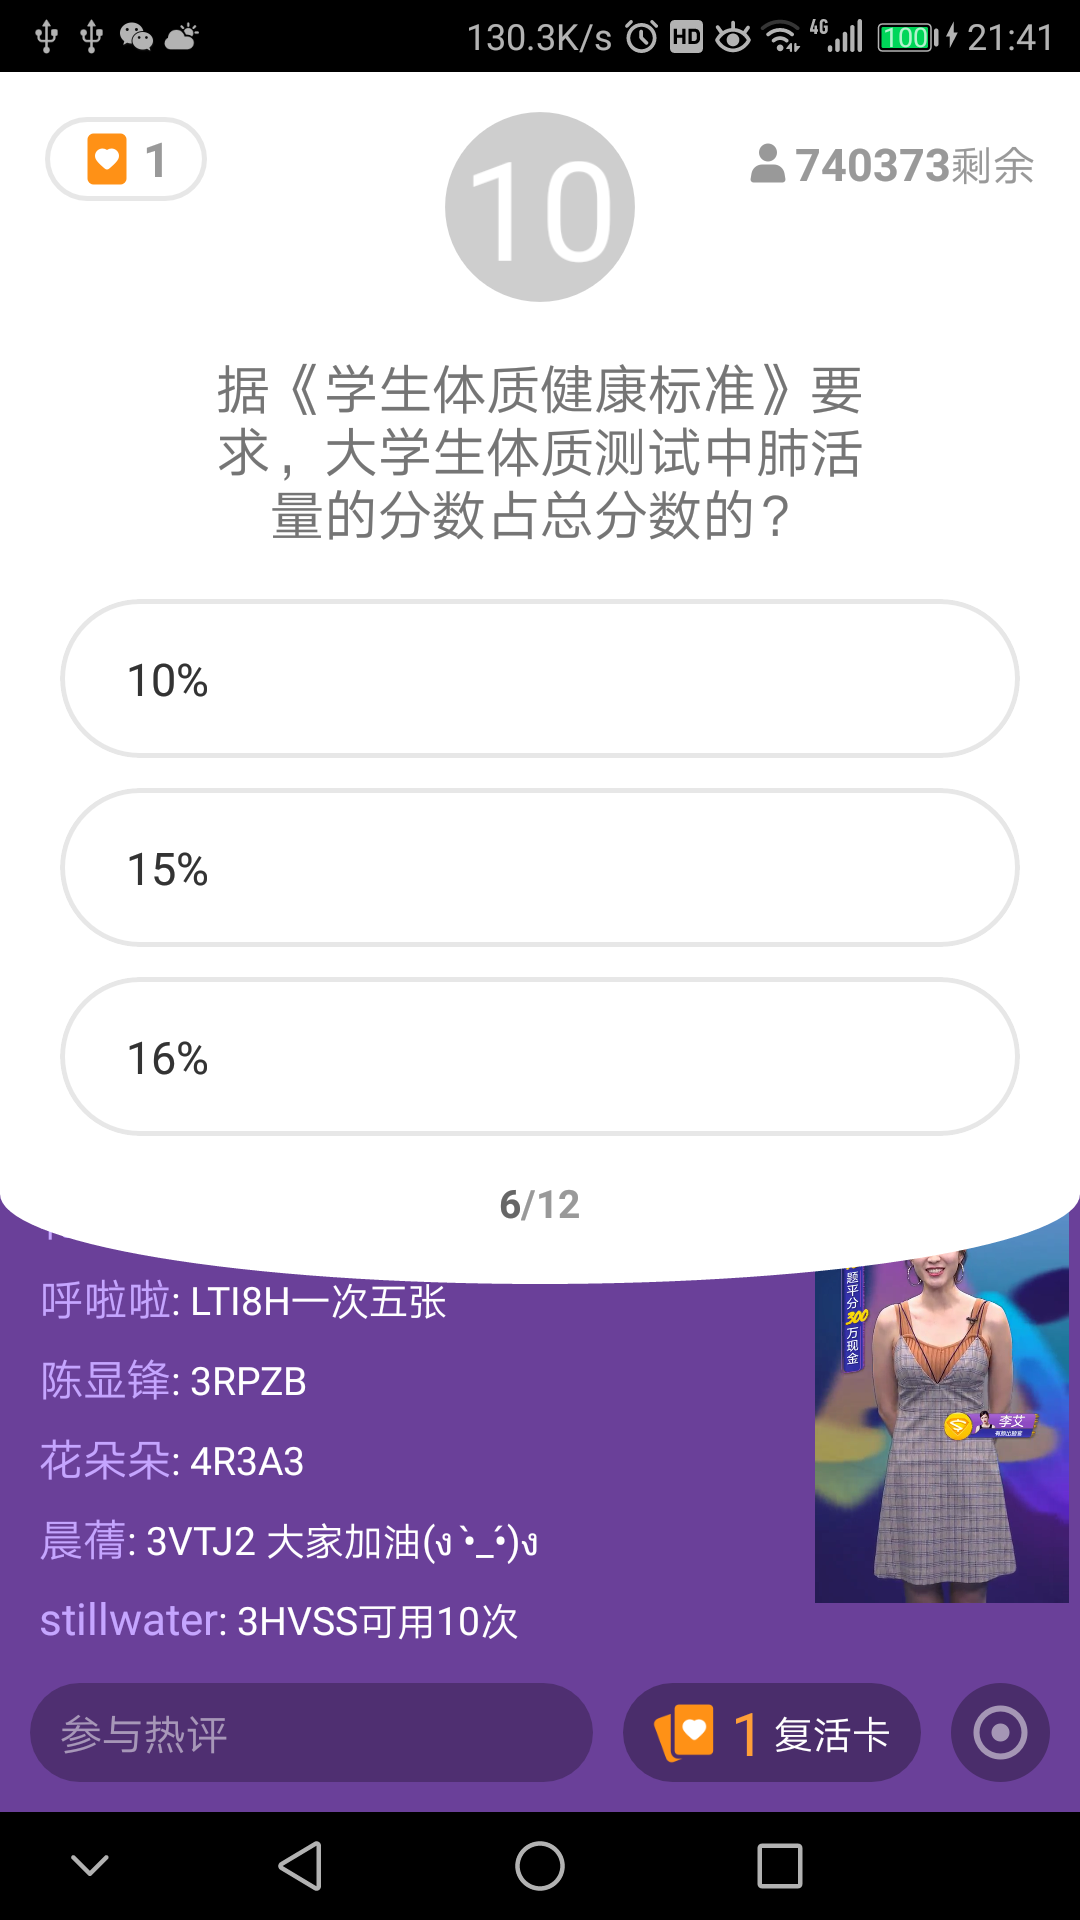 130.3K/s HD 4G 100 21:41
1
10
740373剩余
据《学生体质健康标准》要
求，大学生体质测试中肺活
量的分数占总分数的?
10%
15%
16%
6/12
呼啦啦: LTI8H一次五张
陈显锋: 3RPZB
花朵朵: 4R3A3
晨蒨: 3VTJ2 大家加油(ง •̀_•́)ง
stillwater: 3HVSS可用10次
题平分300万现金
李艾
参与热评
1 复活卡